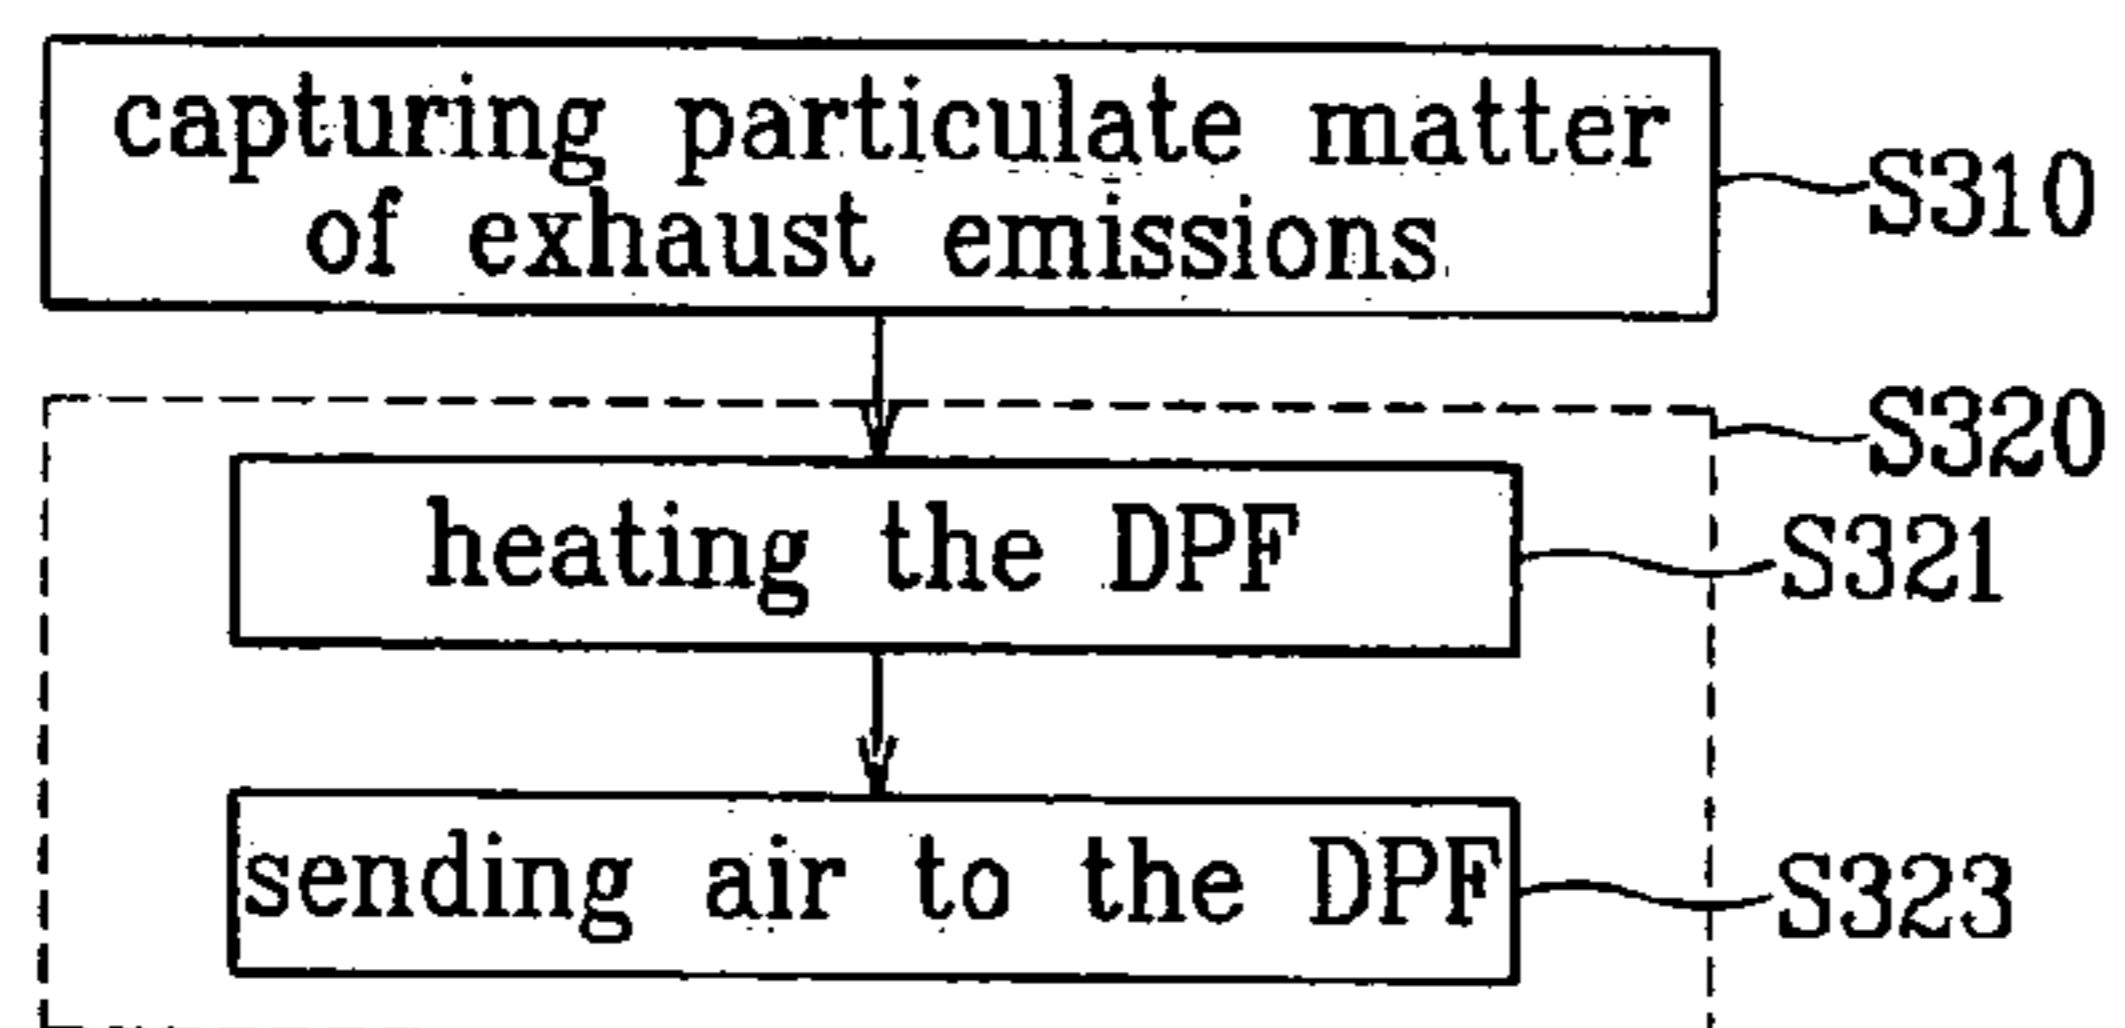 capturing particulate matter
of exhaust emissions
S310
S320
heating the DPF
S321
sending air to the DPF
S323